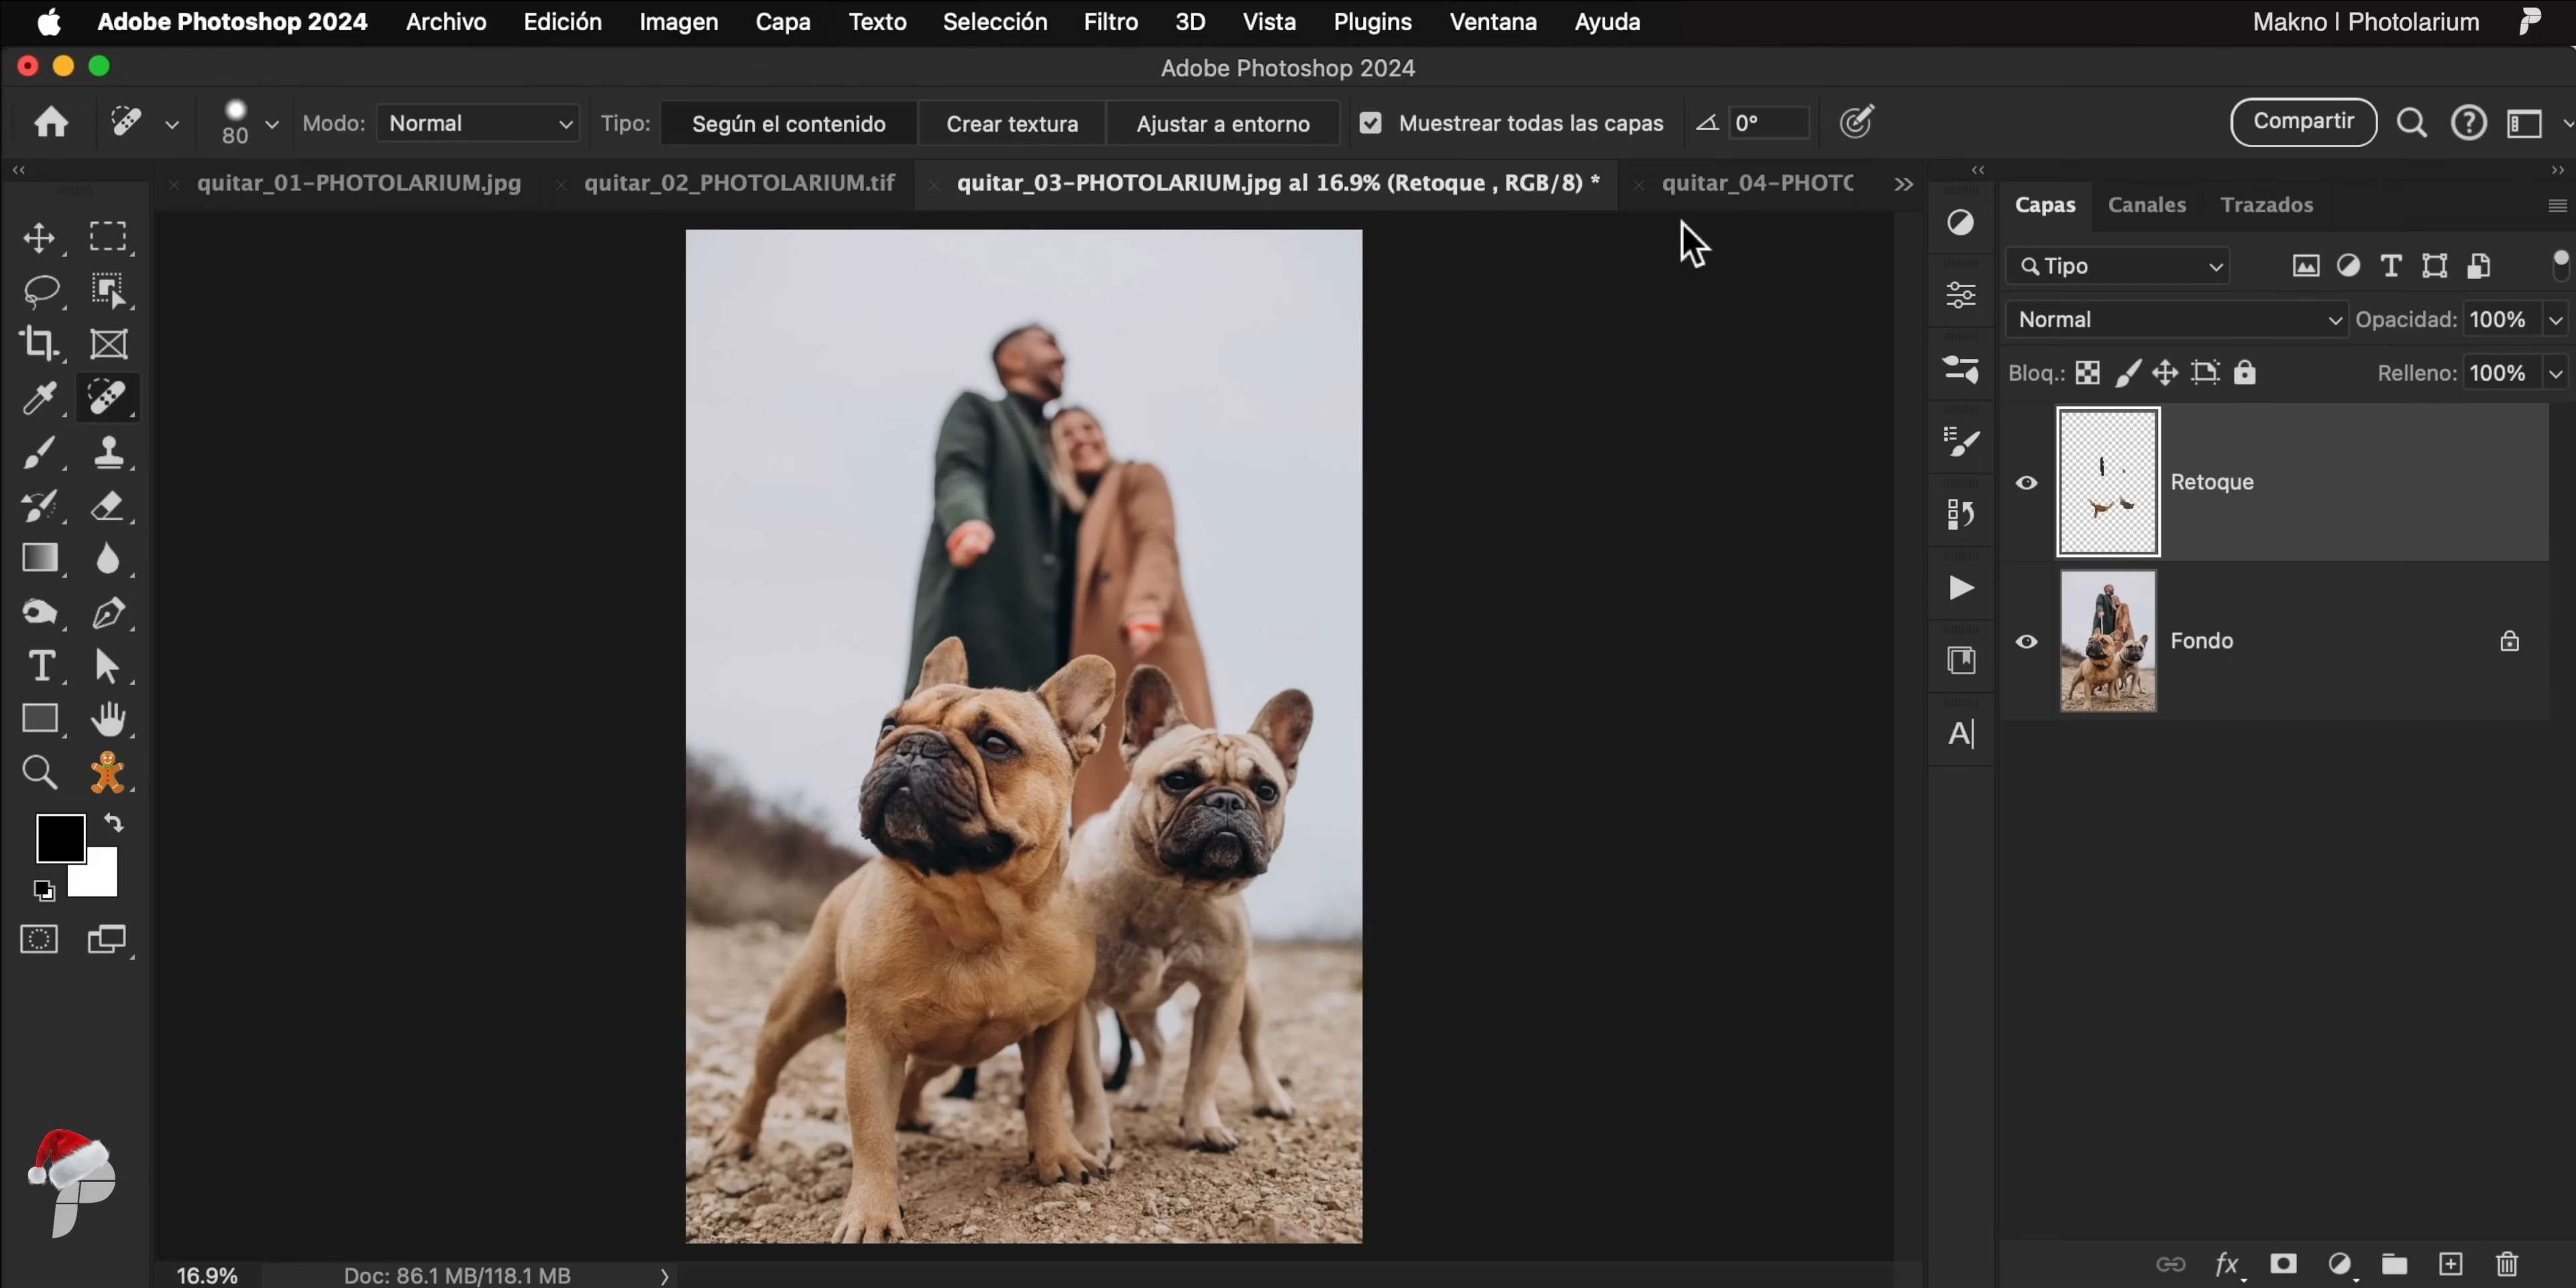 Adobe Photoshop 2024 Archivo Edición Imagen Capa Texto Selección Filtro 3D Vista Plugins Ventana Ayuda Makno | Photolarium
Adobe Photoshop 2024
80 Modo: Normal Tipo: Según el contenido Crear textura Ajustar a entorno Muestrear todas las capas 0° Compartir
quitar_01-PHOTOLARIUM.jpg quitar_02_PHOTOLARIUM.tif quitar_03-PHOTOLARIUM.jpg al 16.9% (Retoque , RGB/8) * quitar_04-PHOTO
Capas Canales Trazados
Tipo
Normal Opacidad: 100%
Bloq.: Relleno: 100%
Retoque
Fondo
16.9% Doc: 86.1 MB/118.1 MB